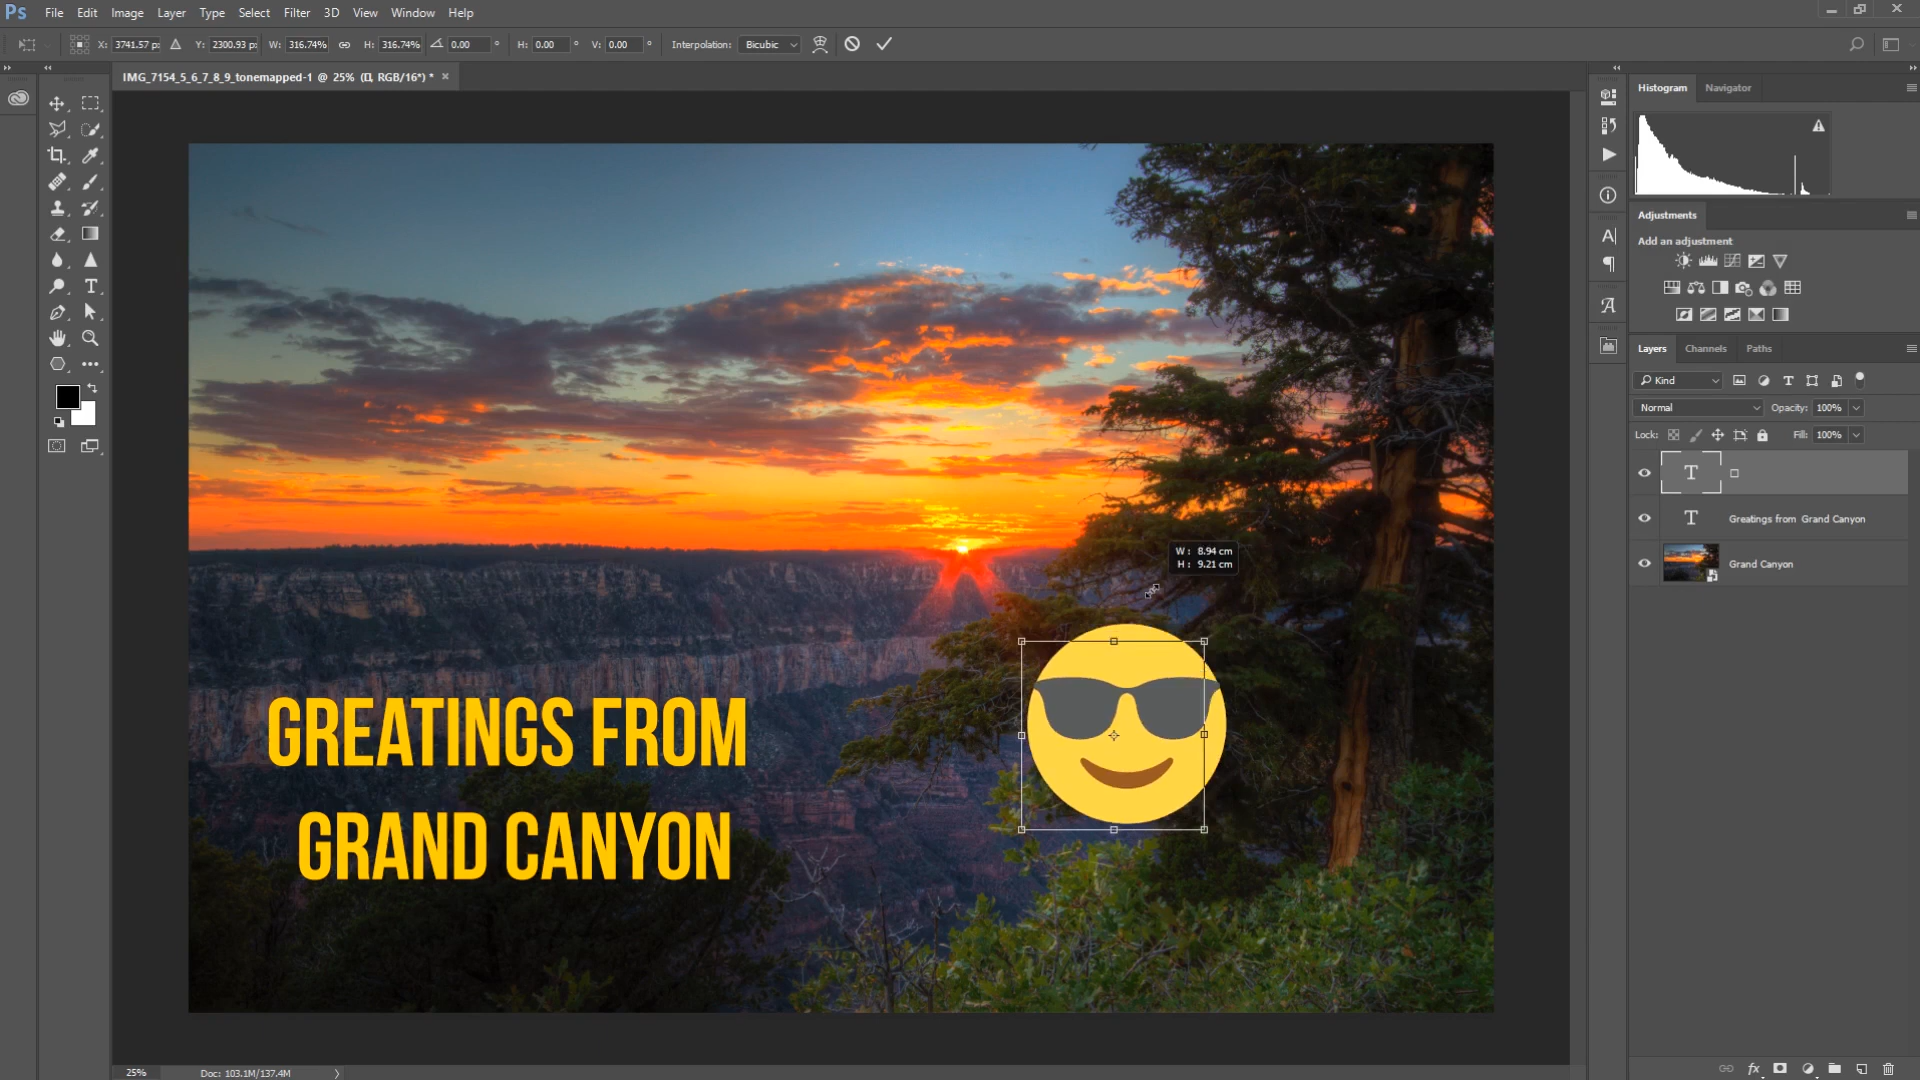 Ps File Edit Image Layer Type Select Filter 3D View Window Help
X: 3741.57 p: Y: 2300.93 p: W: 316.74% H: 316.74% 0.00 ° H: 0.00 ° V: 0.00 ° Interpolation: Bicubic
IMG_7154_5_6_7_8_9_tonemapped-1 @ 25% (□, RGB/16*) * ×
Histogram Navigator
Adjustments
Add an adjustment
Layers Channels Paths
Kind
Normal Opacity: 100%
Lock: Fill: 100%
T □
T Greatings from Grand Canyon
Grand Canyon
W: 8.94 cm
H: 9.21 cm
GREATINGS FROM
GRAND CANYON
25% Doc: 103.1M/137.4M
fx